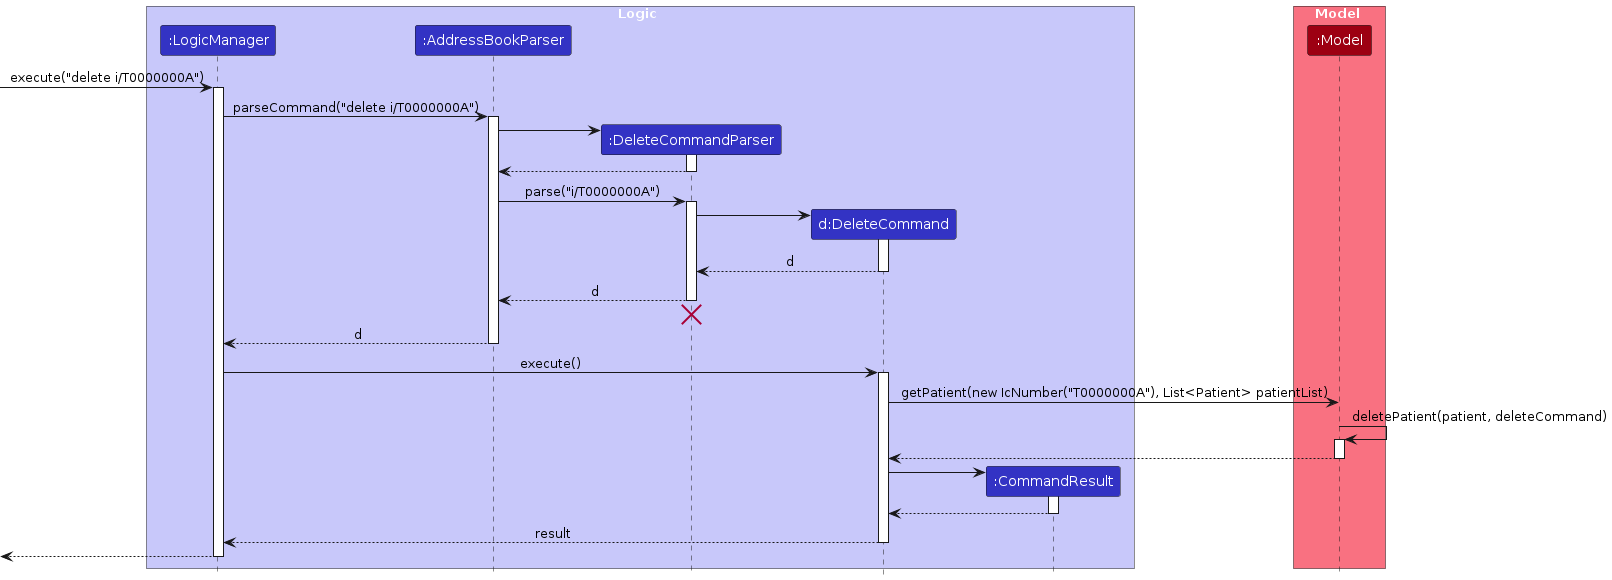 Logic
Model
:LogicManager
:AddressBookParser
:Model
execute("delete i/T0000000A")
parseCommand("delete i/T0000000A")
:DeleteCommandParser
parse("i/T0000000A")
d:DeleteCommand
d
d
d
execute()
getPatient(new IcNumber("T0000000A"), List<Patient> patientList)
deletePatient(patient, deleteCommand)
:CommandResult
result